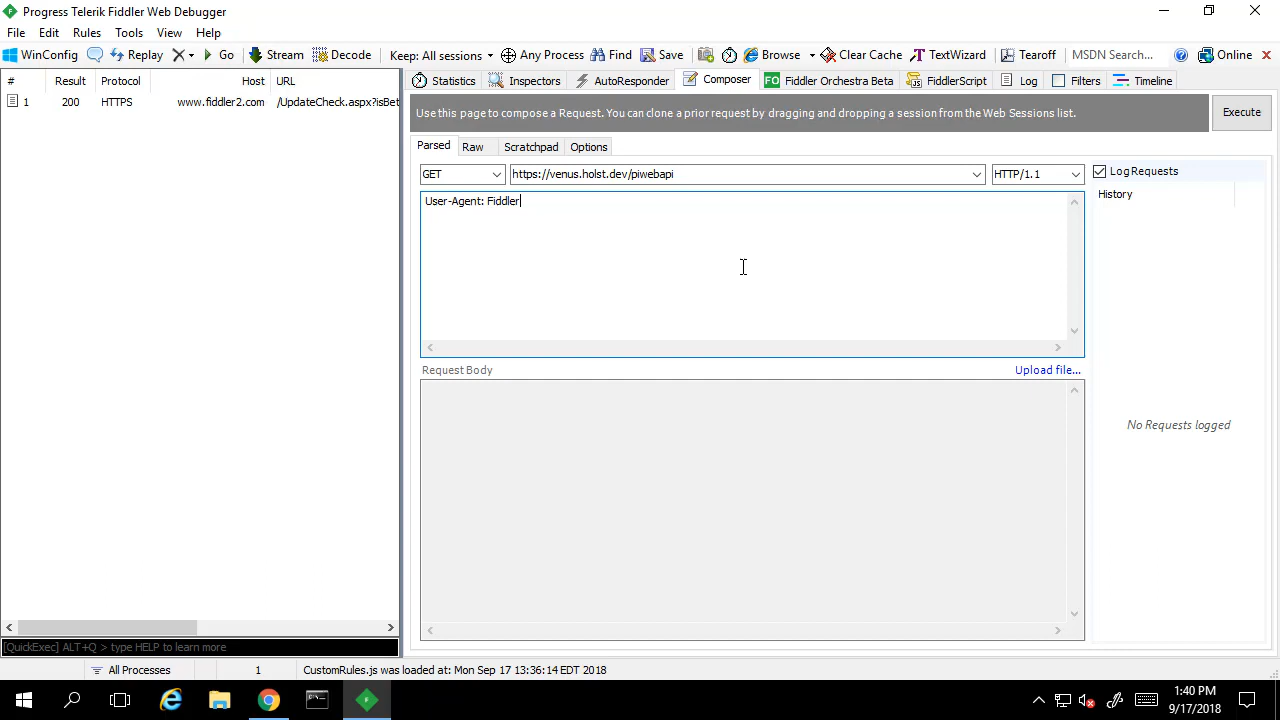 Progress Telerik Fiddler Web Debugger
File Edit Rules Tools View Help
WinConfig Replay Go Stream Decode Keep: All sessions Any Process Find Save Browse Clear Cache TextWizard Tearoff MSDN Search... Online
# Result Protocol Host URL
1 200 HTTPS www.fiddler2.com /UpdateCheck.aspx?isBet
Statistics Inspectors AutoResponder Composer Fiddler Orchestra Beta FiddlerScript Log Filters Timeline
Use this page to compose a Request. You can clone a prior request by dragging and dropping a session from the Web Sessions list.
Execute
Parsed Raw Scratchpad Options
GET https://venus.holst.dev/piwebapi HTTP/1.1
Log Requests
History
User-Agent: Fiddler
Request Body Upload file...
No Requests logged
[QuickExec] ALT+Q > type HELP to learn more
All Processes 1 CustomRules.js was loaded at: Mon Sep 17 13:36:14 EDT 2018
1:40 PM
9/17/2018